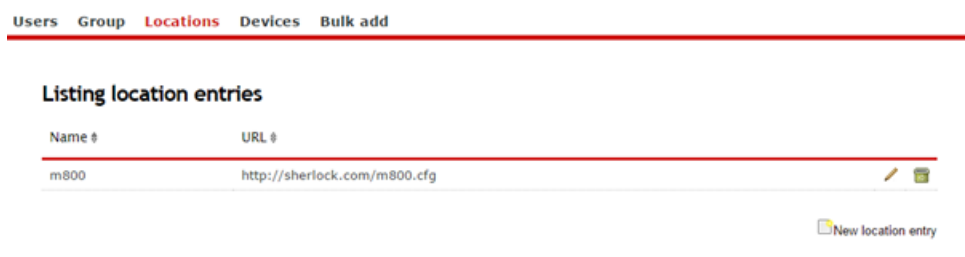 Users Group Locations Devices Bulk add
Listing location entries
Name URL
m800 http://sherlock.com/m800.cfg
New location entry